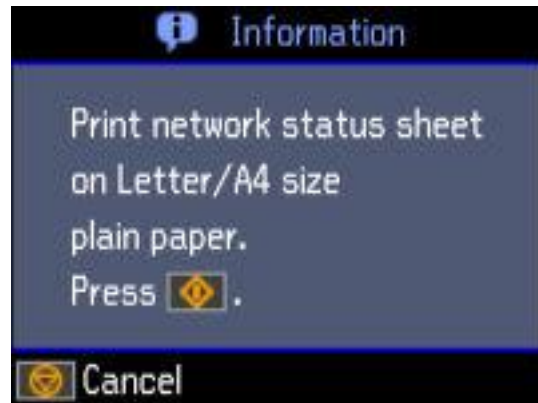 Information
Print network status sheet
on Letter/A4 size
plain paper.
Press .
Cancel